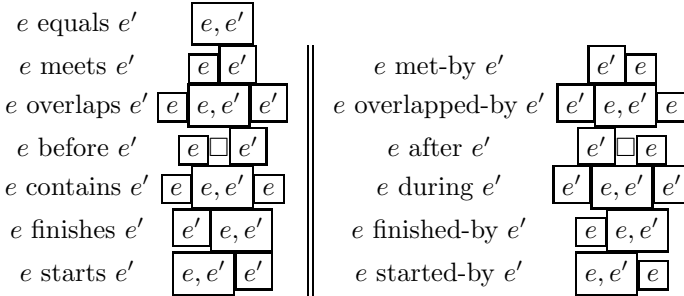 e equals e′ e, e′
e meets e′ e e′ e met-by e′ e′ e
e overlaps e′ e e, e′ e′ e overlapped-by e′ e′ e, e′ e
e before e′ e □ e′ e after e′ e′ □ e
e contains e′ e e, e′ e e during e′ e′ e, e′ e′
e finishes e′ e′ e, e′ e finished-by e′ e e, e′
e starts e′ e, e′ e′ e started-by e′ e, e′ e